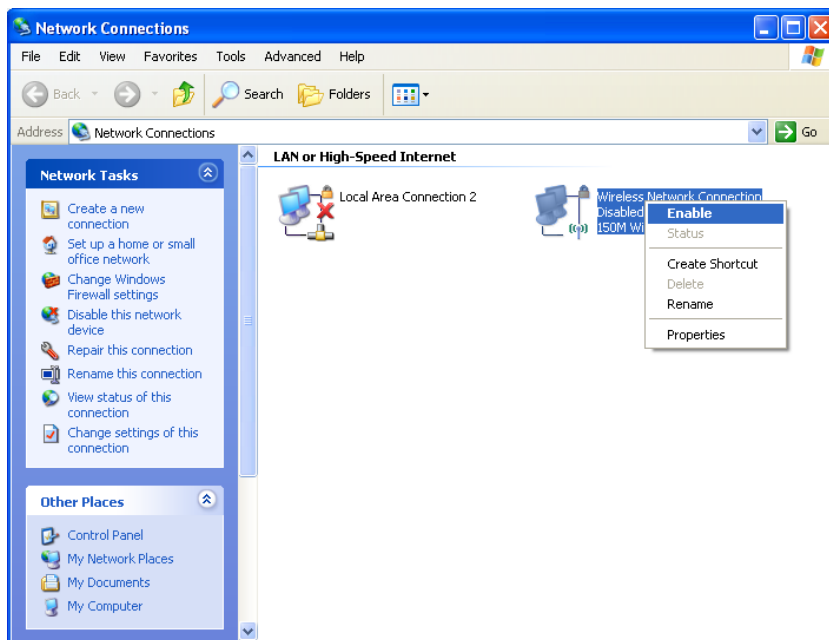 Network Connections
File Edit View Favorites Tools Advanced Help
Back Search Folders
Address Network Connections Go
Network Tasks
Create a new
connection
Set up a home or small
office network
Change Windows
Firewall settings
Disable this network
device
Repair this connection
Rename this connection
View status of this
connection
Change settings of this
connection
Other Places
Control Panel
My Network Places
My Documents
My Computer
LAN or High-Speed Internet
Local Area Connection 2
Wireless Network Connection
Disabled
150M
Enable
Status
Create Shortcut
Delete
Rename
Properties